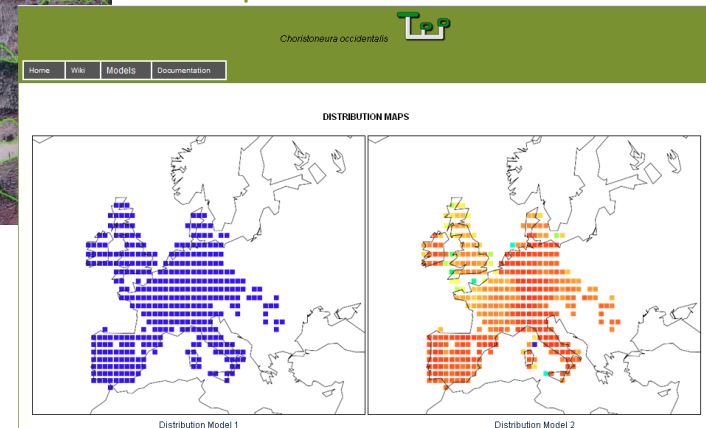 Choristoneura occidentalis
Home Wiki Models Documentation
DISTRIBUTION MAPS
Distribution Model 1 Distribution Model 2